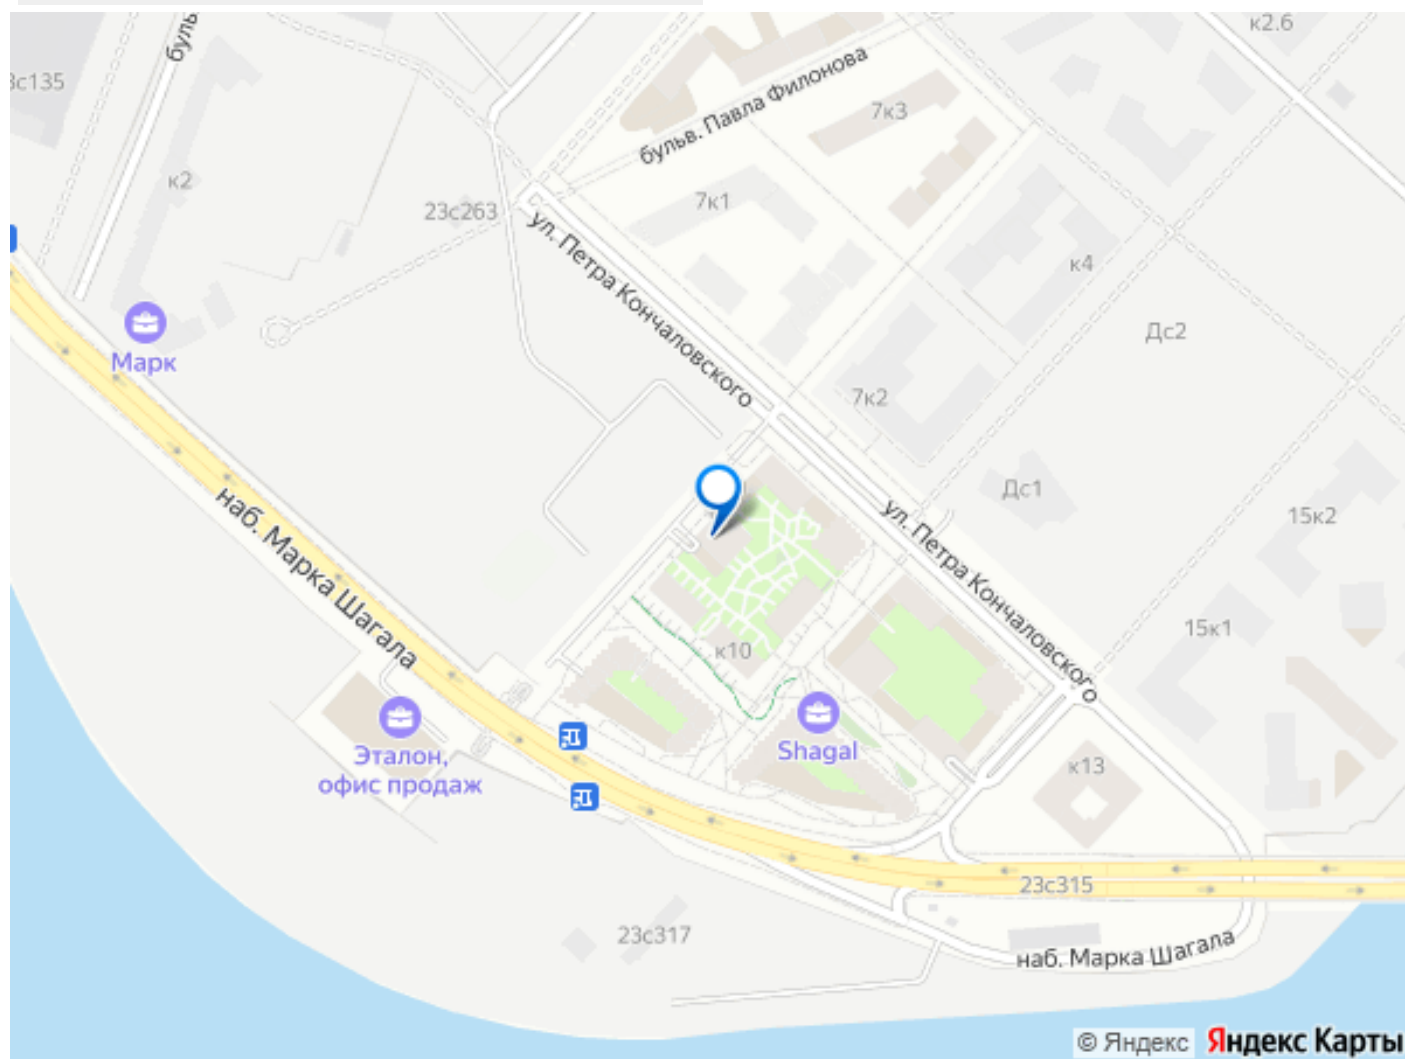 к2.6
буль
3с135
бульв. Павла Филонова
7к3
к2
7к1
23с263
ул. Петра Кончаловского
к4
Дс2
Марк
7к2
Дс1
15к2
наб. Марка Шагала
ул. Петра Кончаловского
15к1
к10
Shagal
Эталон,
офис продаж
к13
23с315
23с317
наб. Марка Шагала
© Яндекс Яндекс Карты